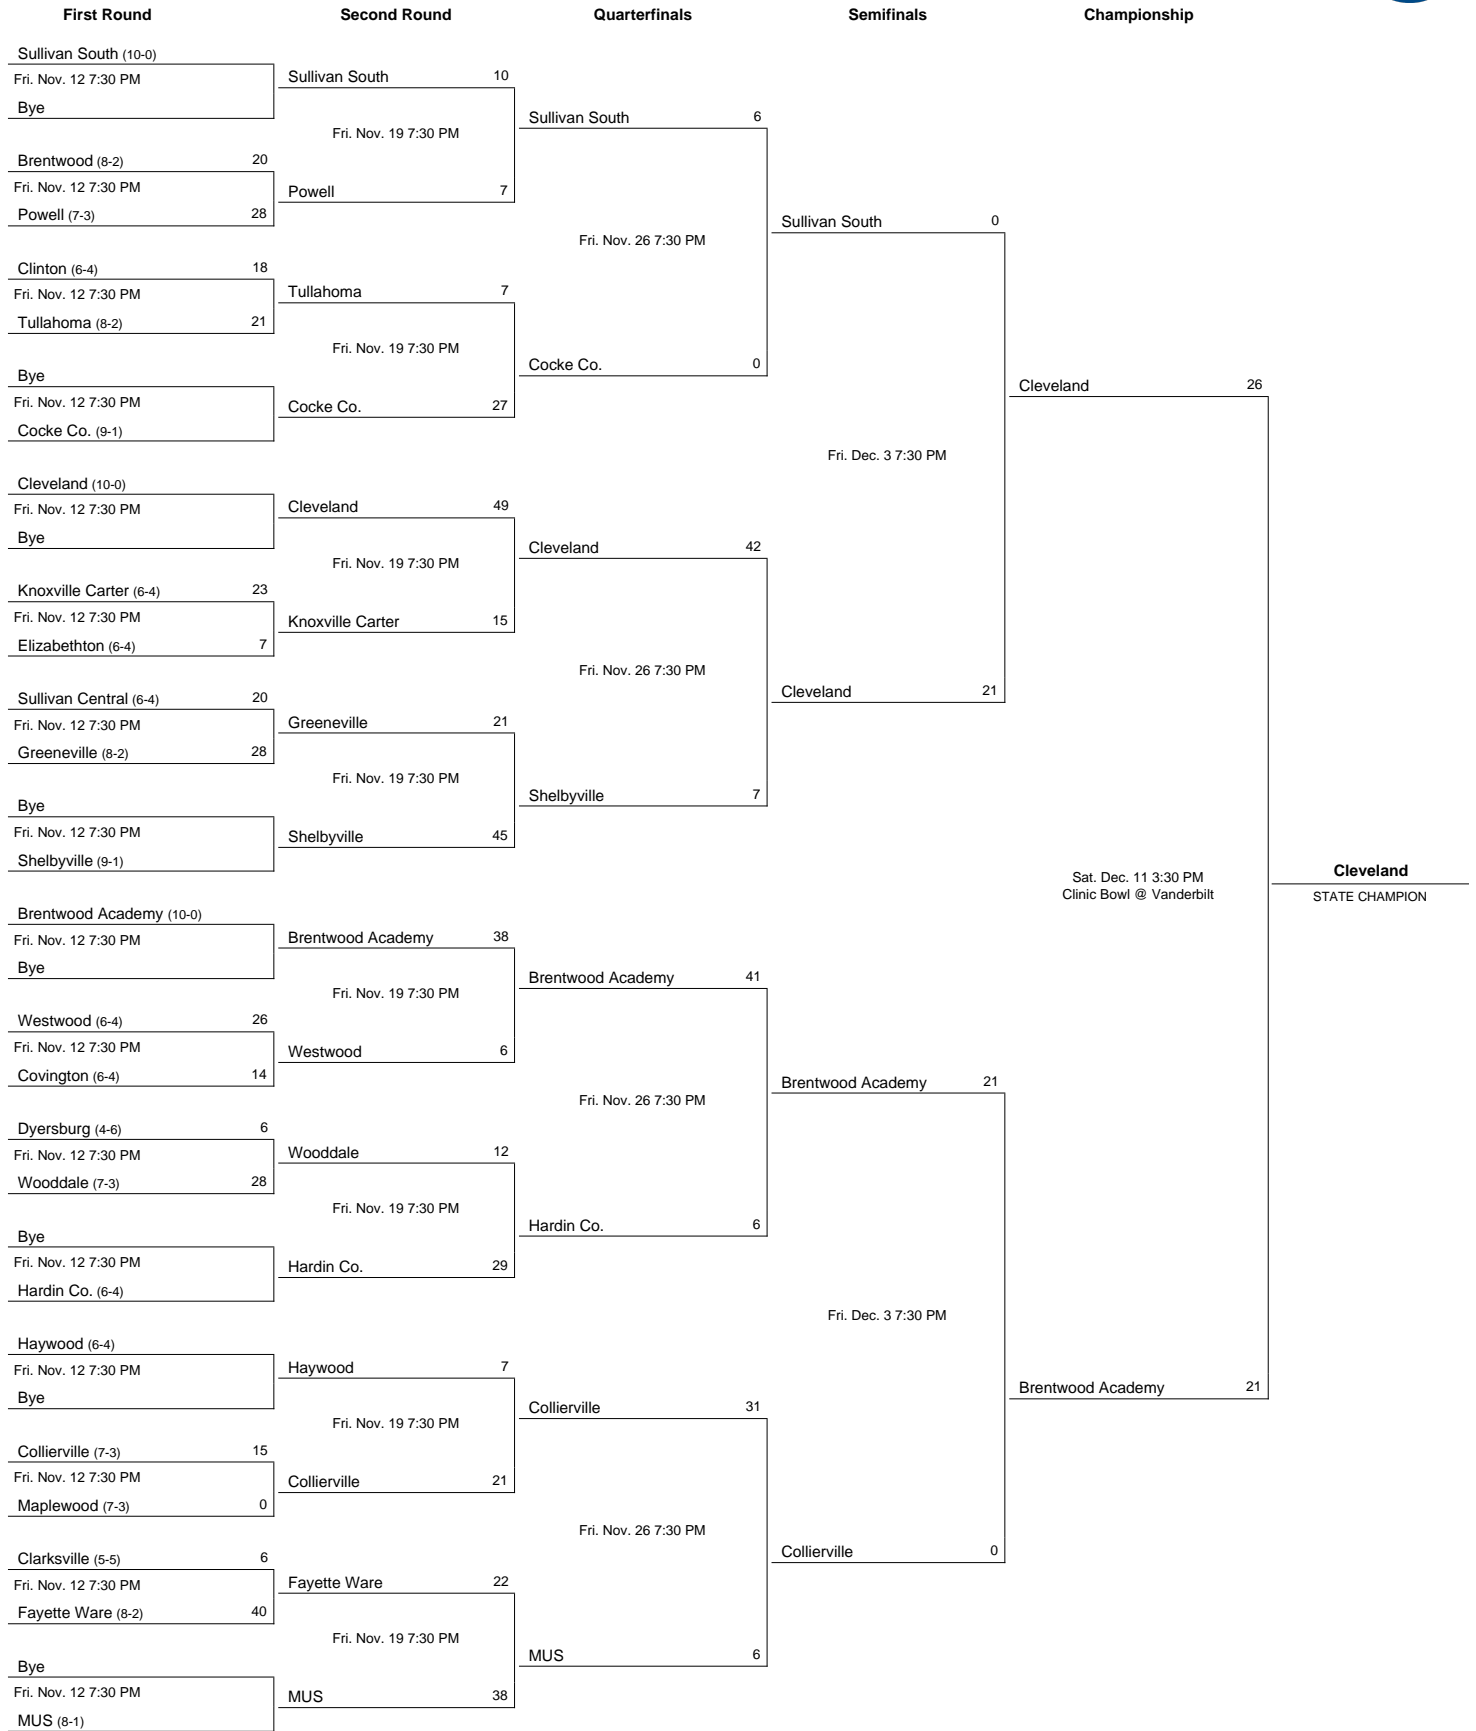 First Round
Second Round
Quarterfinals
Semifinals
Championship
Sullivan South (10-0)
Fri. Nov. 12 7:30 PM
Bye
Brentwood (8-2) 20
Fri. Nov. 12 7:30 PM
Powell (7-3) 28
Clinton (6-4) 18
Fri. Nov. 12 7:30 PM
Tullahoma (8-2) 21
Bye
Fri. Nov. 12 7:30 PM
Cocke Co. (9-1)
Cleveland (10-0)
Fri. Nov. 12 7:30 PM
Bye
Knoxville Carter (6-4) 23
Fri. Nov. 12 7:30 PM
Elizabethton (6-4) 7
Sullivan Central (6-4) 20
Fri. Nov. 12 7:30 PM
Greeneville (8-2) 28
Bye
Fri. Nov. 12 7:30 PM
Shelbyville (9-1)
Brentwood Academy (10-0)
Fri. Nov. 12 7:30 PM
Bye
Westwood (6-4) 26
Fri. Nov. 12 7:30 PM
Covington (6-4) 14
Dyersburg (4-6) 6
Fri. Nov. 12 7:30 PM
Wooddale (7-3) 28
Bye
Fri. Nov. 12 7:30 PM
Hardin Co. (6-4)
Haywood (6-4)
Fri. Nov. 12 7:30 PM
Bye
Collierville (7-3) 15
Fri. Nov. 12 7:30 PM
Maplewood (7-3) 0
Clarksville (5-5) 6
Fri. Nov. 12 7:30 PM
Fayette Ware (8-2) 40
Bye
Fri. Nov. 12 7:30 PM
MUS (8-1)
Sullivan South 10
Fri. Nov. 19 7:30 PM
Powell 7
Tullahoma 7
Fri. Nov. 19 7:30 PM
Cocke Co. 27
Cleveland 49
Fri. Nov. 19 7:30 PM
Knoxville Carter 15
Greeneville 21
Fri. Nov. 19 7:30 PM
Shelbyville 45
Brentwood Academy 38
Fri. Nov. 19 7:30 PM
Westwood 6
Wooddale 12
Fri. Nov. 19 7:30 PM
Hardin Co. 29
Haywood 7
Fri. Nov. 19 7:30 PM
Collierville 21
Fayette Ware 22
Fri. Nov. 19 7:30 PM
MUS 38
Sullivan South 6
Fri. Nov. 26 7:30 PM
Cocke Co. 0
Cleveland 42
Fri. Nov. 26 7:30 PM
Shelbyville 7
Brentwood Academy 41
Fri. Nov. 26 7:30 PM
Hardin Co. 6
Collierville 31
Fri. Nov. 26 7:30 PM
MUS 6
Sullivan South 0
Fri. Dec. 3 7:30 PM
Cleveland 21
Brentwood Academy 21
Fri. Dec. 3 7:30 PM
Collierville 0
Cleveland 26
Sat. Dec. 11 3:30 PM
Clinic Bowl @ Vanderbilt
Brentwood Academy 21
Cleveland
STATE CHAMPION